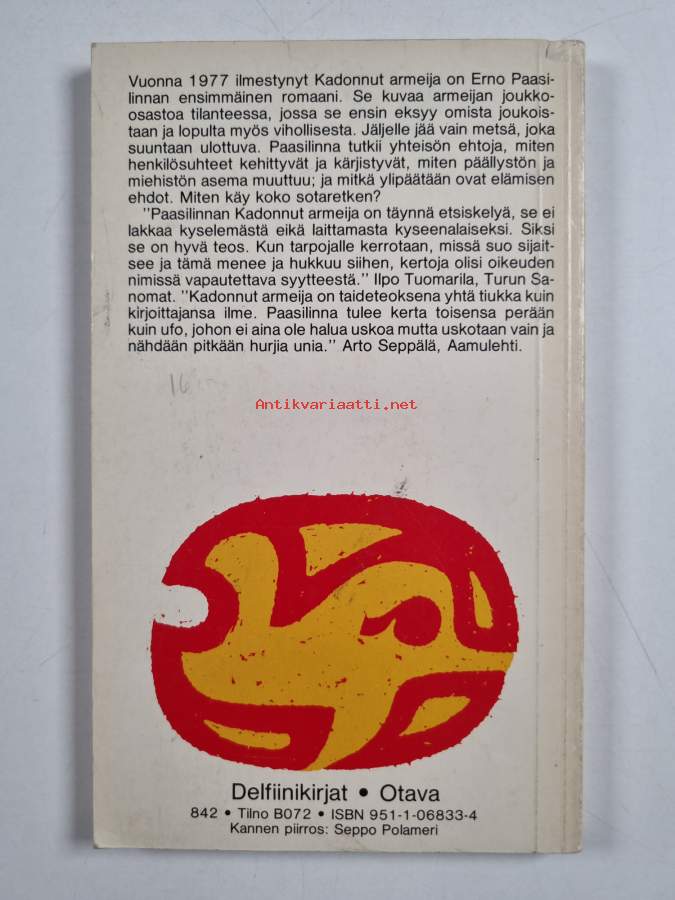 Vuonna 1977 ilmestynyt Kadonnut armeija on Erno Paasi-
linnan ensimmäinen romaani. Se kuvaa armeijan joukko-
osastoa tilanteessa, jossa se ensin eksyy omista joukois-
taan ja lopulta myös vihollisesta. Jäljelle jää vain metsä, joka
suuntaan ulottuva. Paasilinna tutkii yhteisön ehtoja, miten
henkilösuhteet kehittyvät ja kärjistyvät, miten päällystön ja
miehistön asema muuttuu; ja mitkä ylipäätään ovat elämisen
ehdot. Miten käy koko sotaretken?
"Paasilinnan Kadonnut armeija on täynnä etsiskelyä, se ei
lakkaa kyselemästä eikä laittamasta kyseenalaiseksi. Siksi
se on hyvä teos. Kun tarpojalle kerrotaan, missä suo sijait-
see ja tämä menee ja hukkuu siihen, kertoja olisi oikeuden
nimissä vapautettava syytteestä." Ilpo Tuomarila, Turun Sa-
nomat. "Kadonnut armeija on taideteoksena yhtä tiukka kuin
kirjoittajansa ilme. Paasilinna tulee kerta toisensa perään
kuin ufo, johon ei aina ole halua uskoa mutta uskotaan vain ja
nähdään pitkään hurjia unia." Arto Seppälä, Aamulehti.
16
Antikvariaatti.net
Delfiinikirjat • Otava
842 • Tilno B072 • ISBN 951-1-06833-4
Kannen piirros: Seppo Polameri